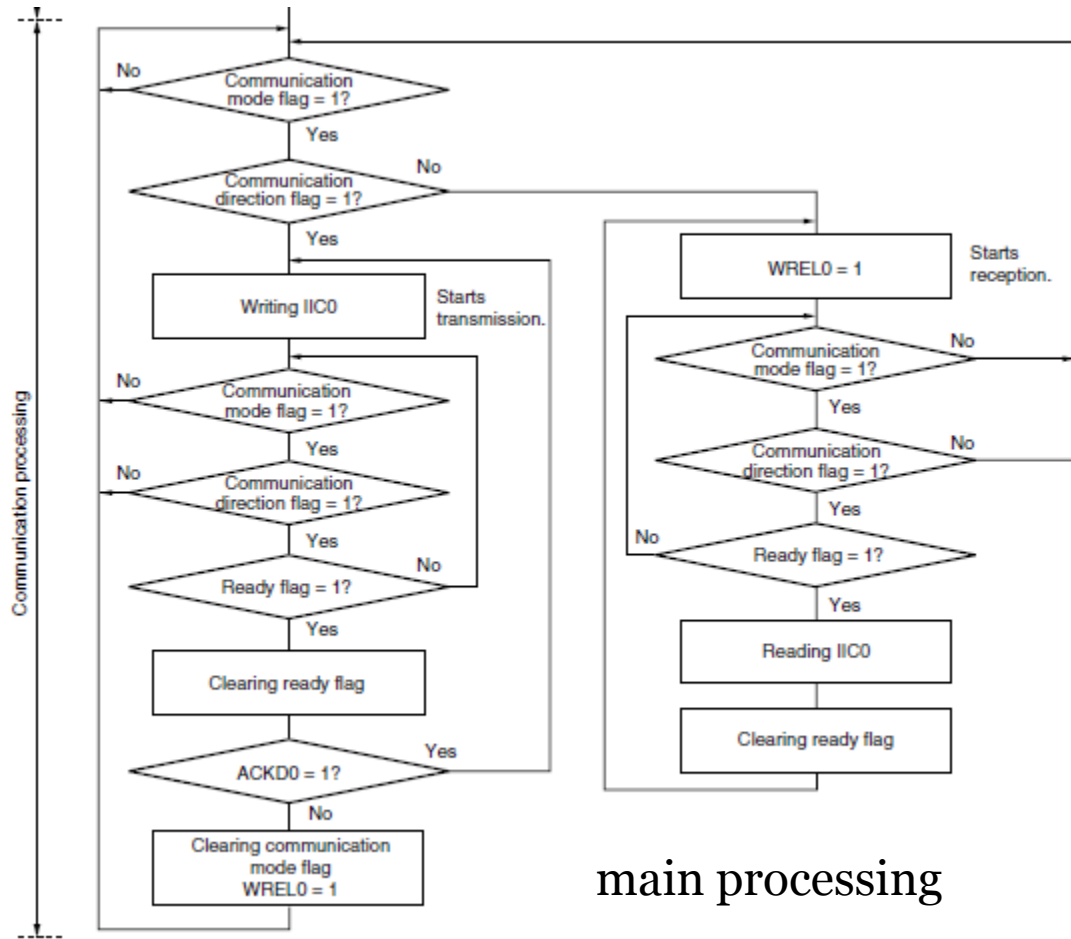 Communication processing
No
Communication
mode flag = 1?
Yes
Communication
direction flag = 1?
No
Yes
Writing IIC0
Starts
transmission.
No
Communication
mode flag = 1?
Yes
No
Communication
direction flag = 1?
Yes
Ready flag = 1?
No
Yes
Clearing ready flag
ACKD0 = 1?
Yes
No
Clearing communication
mode flag
WREL0 = 1
WREL0 = 1
Starts
reception.
Communication
mode flag = 1?
No
Yes
Communication
direction flag = 1?
No
Yes
No
Ready flag = 1?
Yes
Reading IIC0
Clearing ready flag
main processing